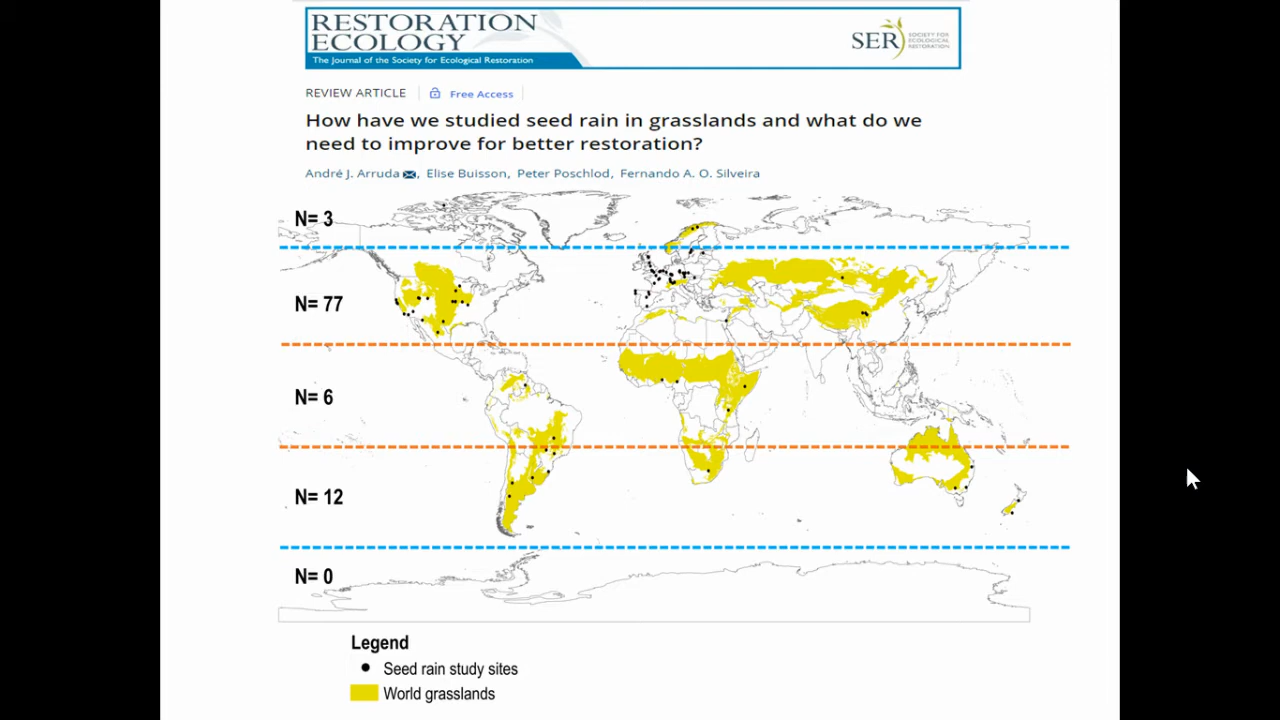 RESTORATION
ECOLOGY
The Journal of the Society for Ecological Restoration
SER
SOCIETY FOR
ECOLOGICAL
RESTORATION
REVIEW ARTICLE Free Access
How have we studied seed rain in grasslands and what do we
need to improve for better restoration?
André J. Arruda, Elise Buisson, Peter Poschlod, Fernando A. O. Silveira
N= 3
N= 77
N= 6
N= 12
N= 0
Legend
Seed rain study sites
World grasslands